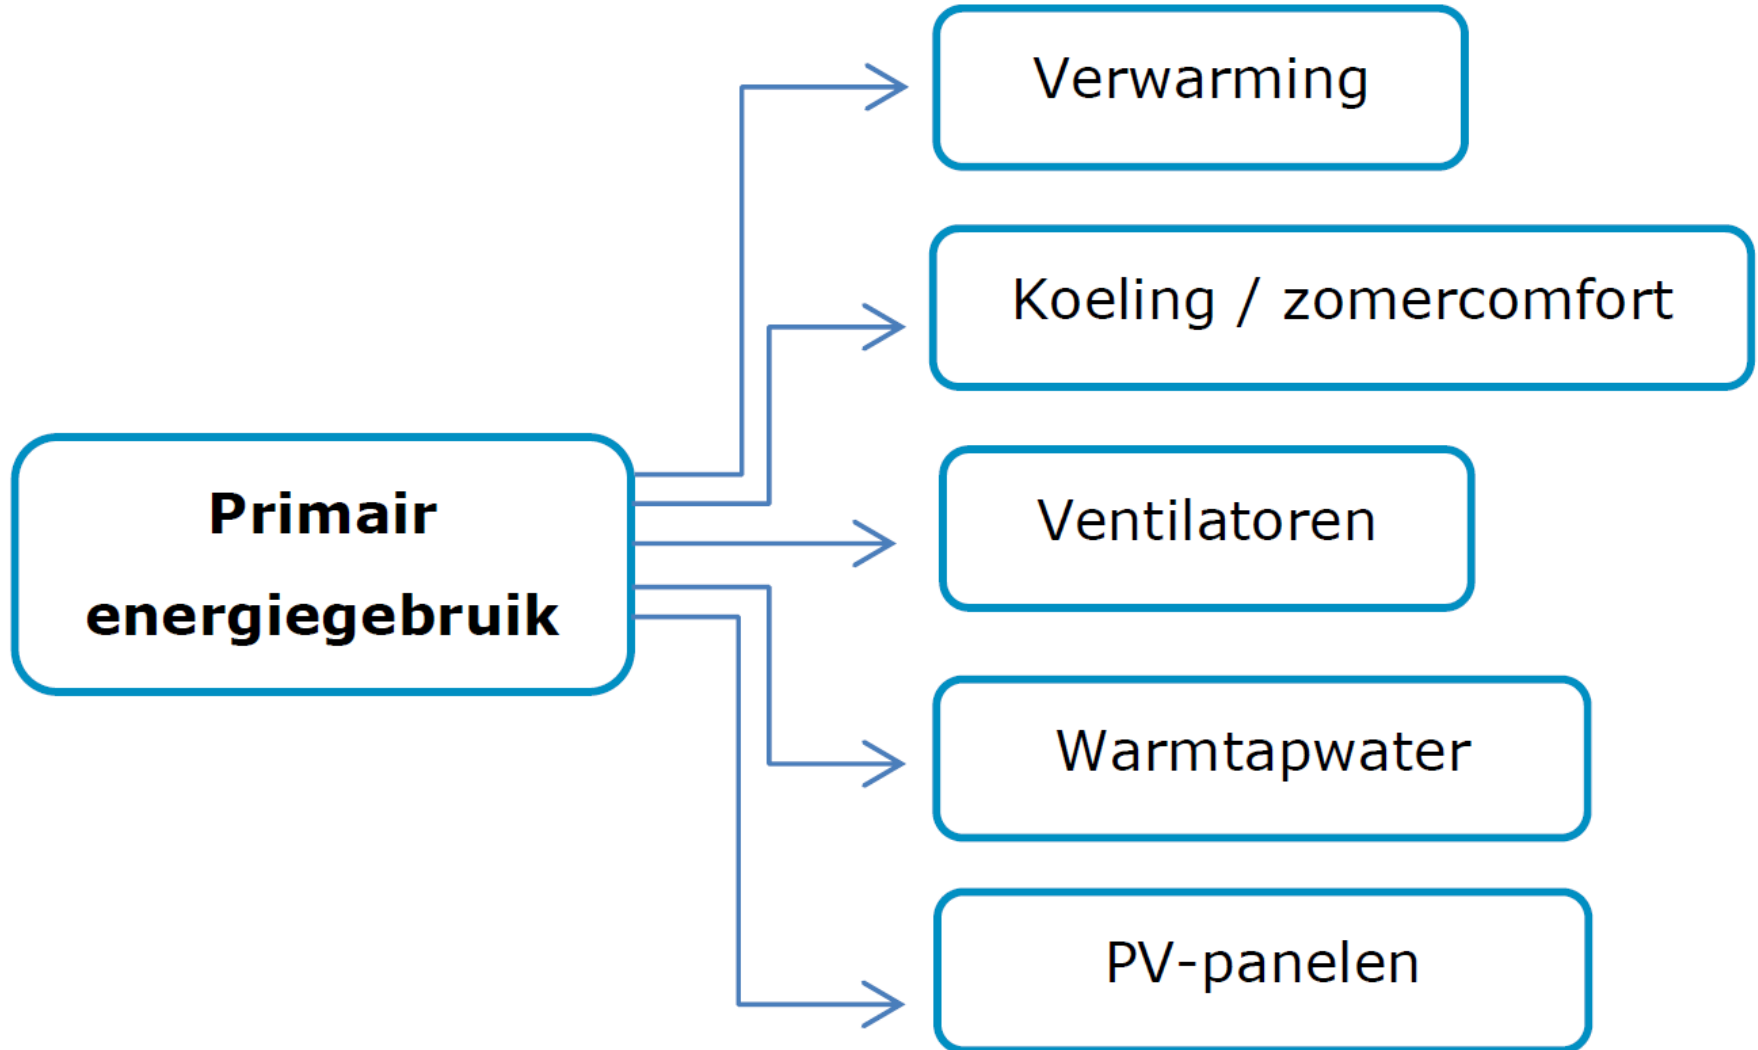 Verwarming
Koeling / zomercomfort
Primair
energiegebruik
Ventilatoren
Warmtapwater
PV-panelen